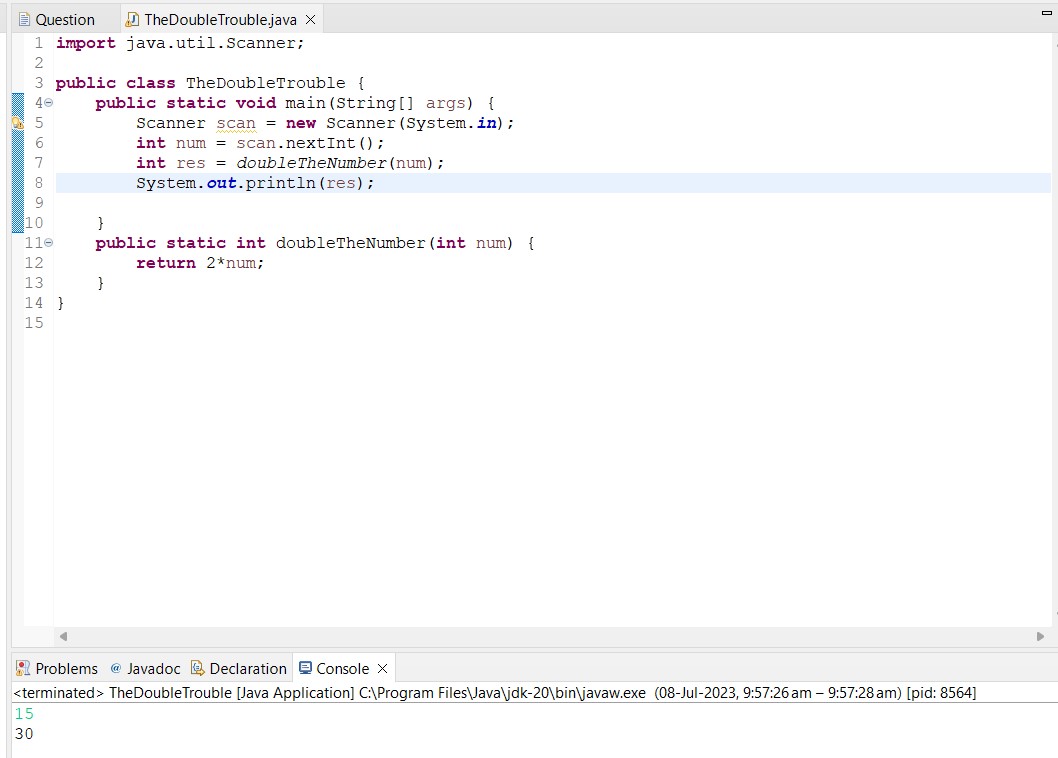 Question TheDoubleTrouble.java
1 import java.util.Scanner;
2
3 public class TheDoubleTrouble {
4     public static void main(String[] args) {
5         Scanner scan = new Scanner(System.in);
6         int num = scan.nextInt();
7         int res = doubleTheNumber(num);
8         System.out.println(res);
9
10     }
11     public static int doubleTheNumber(int num) {
12         return 2*num;
13     }
14 }
15
Problems @ Javadoc Declaration Console
<terminated> TheDoubleTrouble [Java Application] C:\Program Files\Java\jdk-20\bin\javaw.exe (08-Jul-2023, 9:57:26 am – 9:57:28 am) [pid: 8564]
15
30